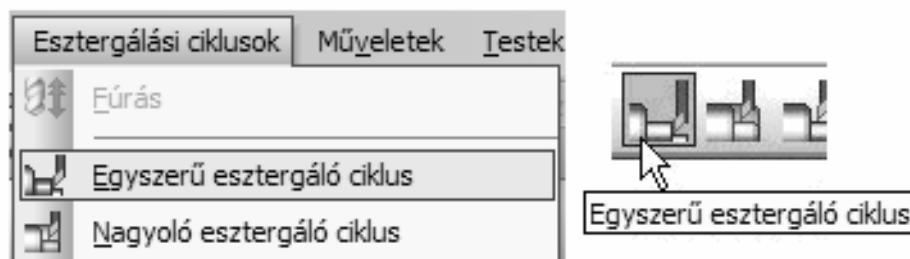 Esztergálási ciklusok Műveletek Testek
Fúrás
Egyszerű esztergáló ciklus
Nagyoló esztergáló ciklus
Egyszerű esztergáló ciklus